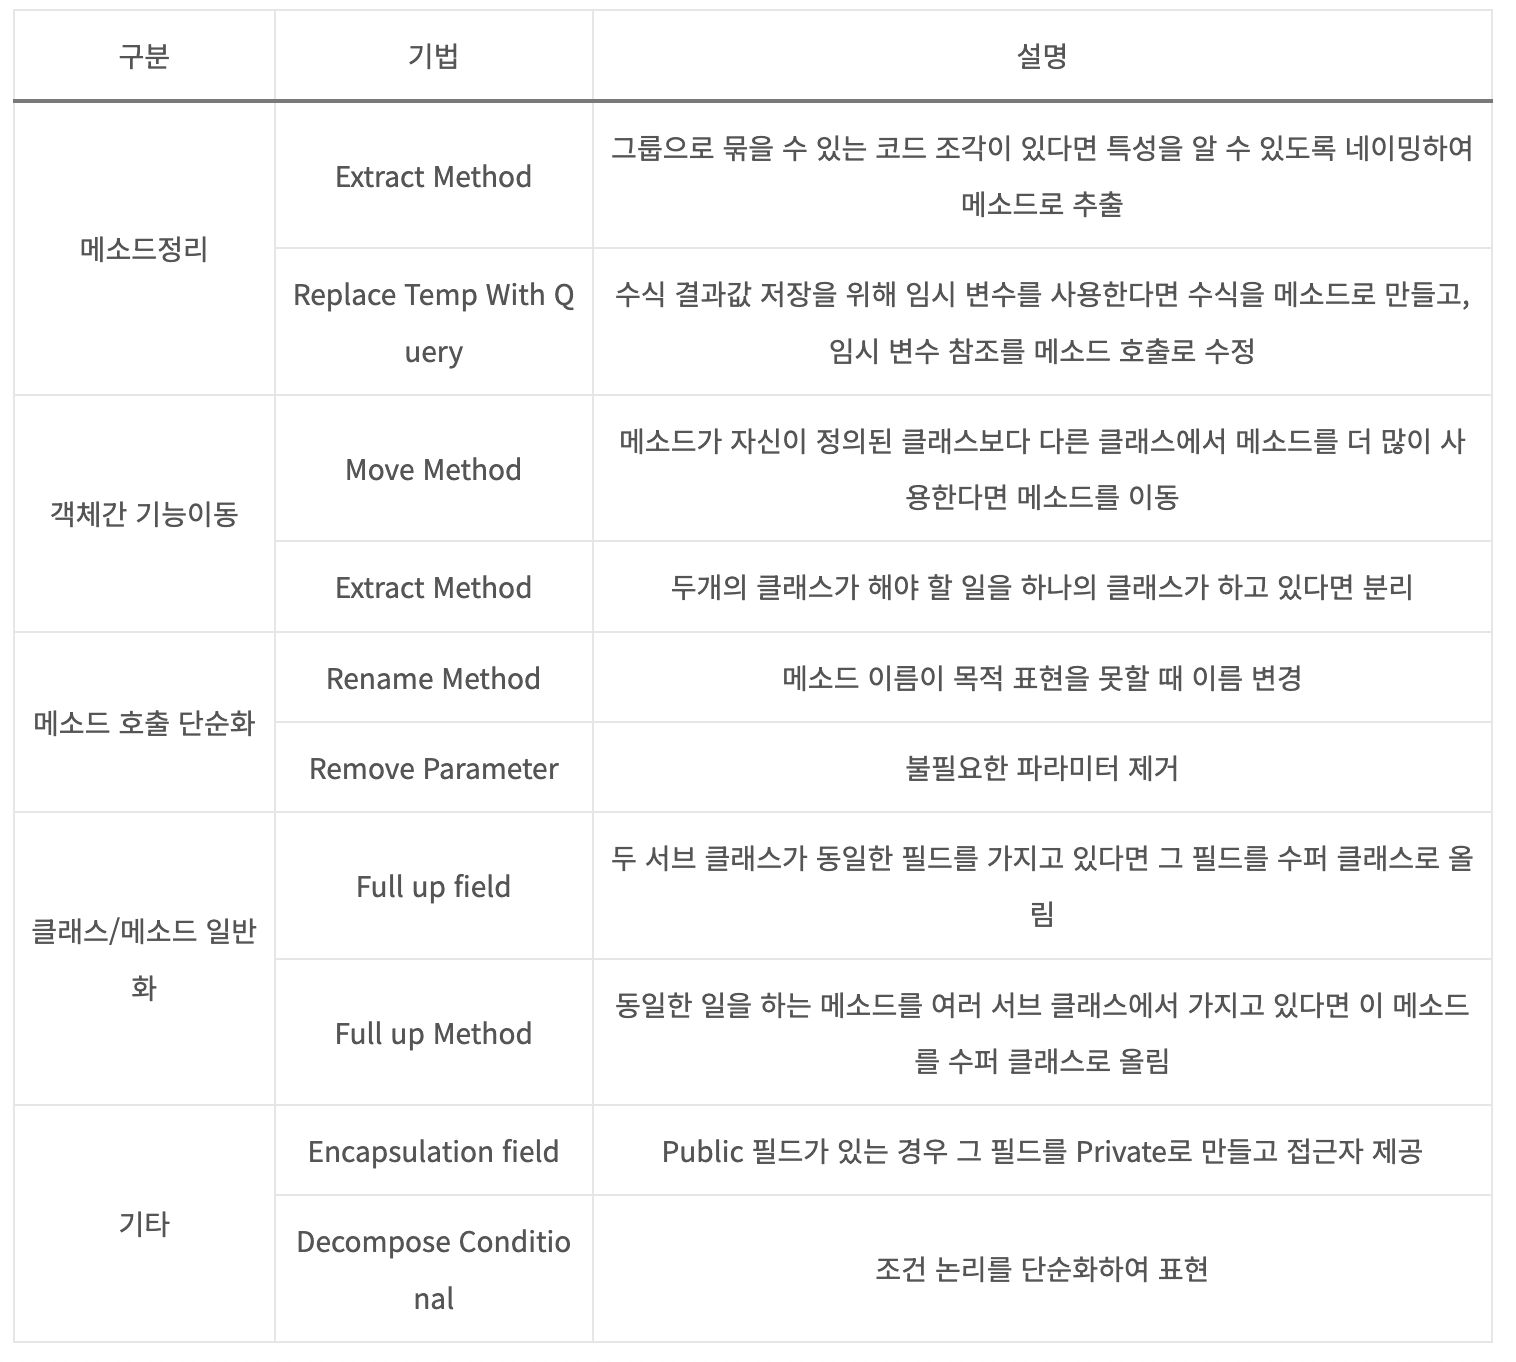 구분
기법
설명
메소드정리
Extract Method
그룹으로 묶을 수 있는 코드 조각이 있다면 특성을 알 수 있도록 네이밍하여
메소드로 추출
Replace Temp With Q
uery
수식 결과값 저장을 위해 임시 변수를 사용한다면 수식을 메소드로 만들고,
임시 변수 참조를 메소드 호출로 수정
객체간 기능이동
Move Method
메소드가 자신이 정의된 클래스보다 다른 클래스에서 메소드를 더 많이 사
용한다면 메소드를 이동
Extract Method
두개의 클래스가 해야 할 일을 하나의 클래스가 하고 있다면 분리
메소드 호출 단순화
Rename Method
메소드 이름이 목적 표현을 못할 때 이름 변경
Remove Parameter
불필요한 파라미터 제거
클래스/메소드 일반
화
Full up field
두 서브 클래스가 동일한 필드를 가지고 있다면 그 필드를 수퍼 클래스로 올
림
Full up Method
동일한 일을 하는 메소드를 여러 서브 클래스에서 가지고 있다면 이 메소드
를 수퍼 클래스로 올림
기타
Encapsulation field
Public 필드가 있는 경우 그 필드를 Private로 만들고 접근자 제공
Decompose Conditio
nal
조건 논리를 단순화하여 표현